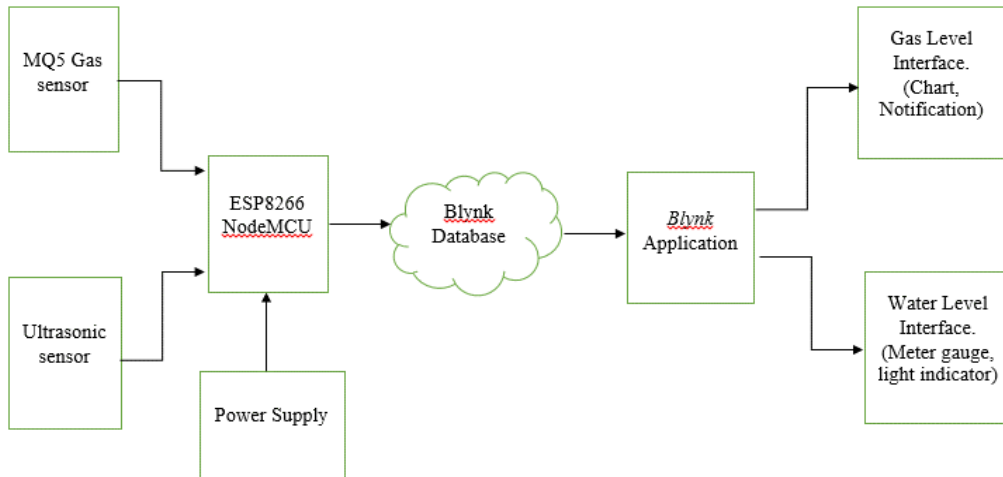 MQ5 Gas
sensor
Ultrasonic
sensor
ESP8266
NodeMCU
Power Supply
Blynk
Database
Blynk
Application
Gas Level
Interface.
(Chart,
Notification)
Water Level
Interface.
(Meter gauge,
light indicator)